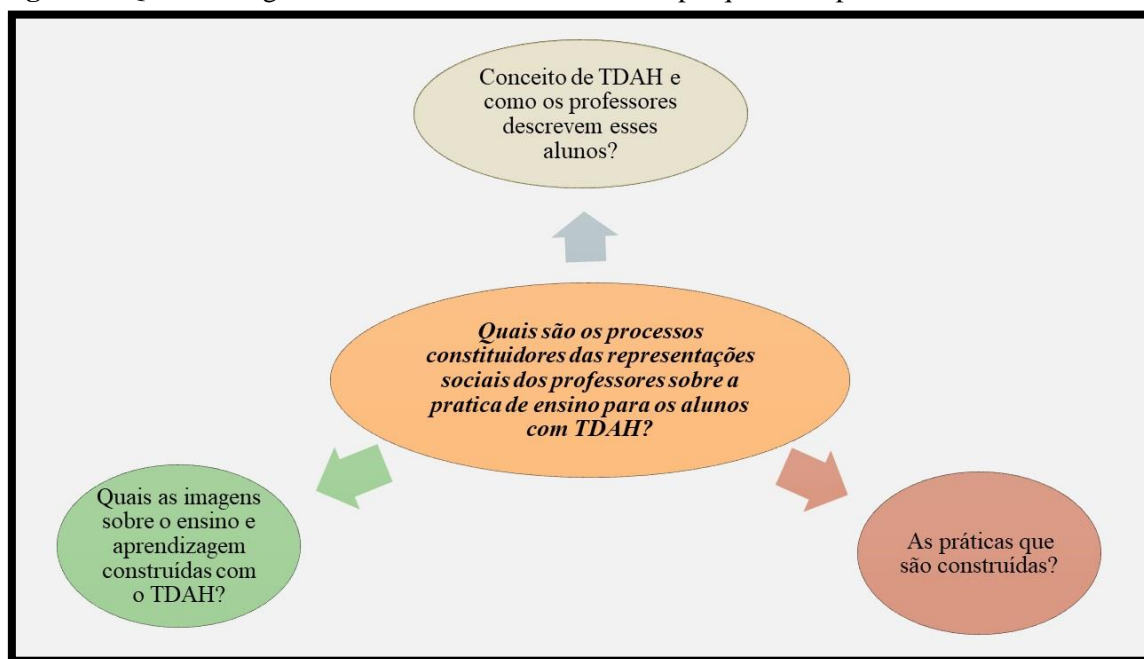 Conceito de TDAH e
como os professores
descrevem esses
alunos?
Quais são os processos
constituidores das representações
sociais dos professores sobre a
pratica de ensino para os alunos
com TDAH?
Quais as imagens
sobre o ensino e
aprendizagem
construídas com
o TDAH?
As práticas que
são construídas?